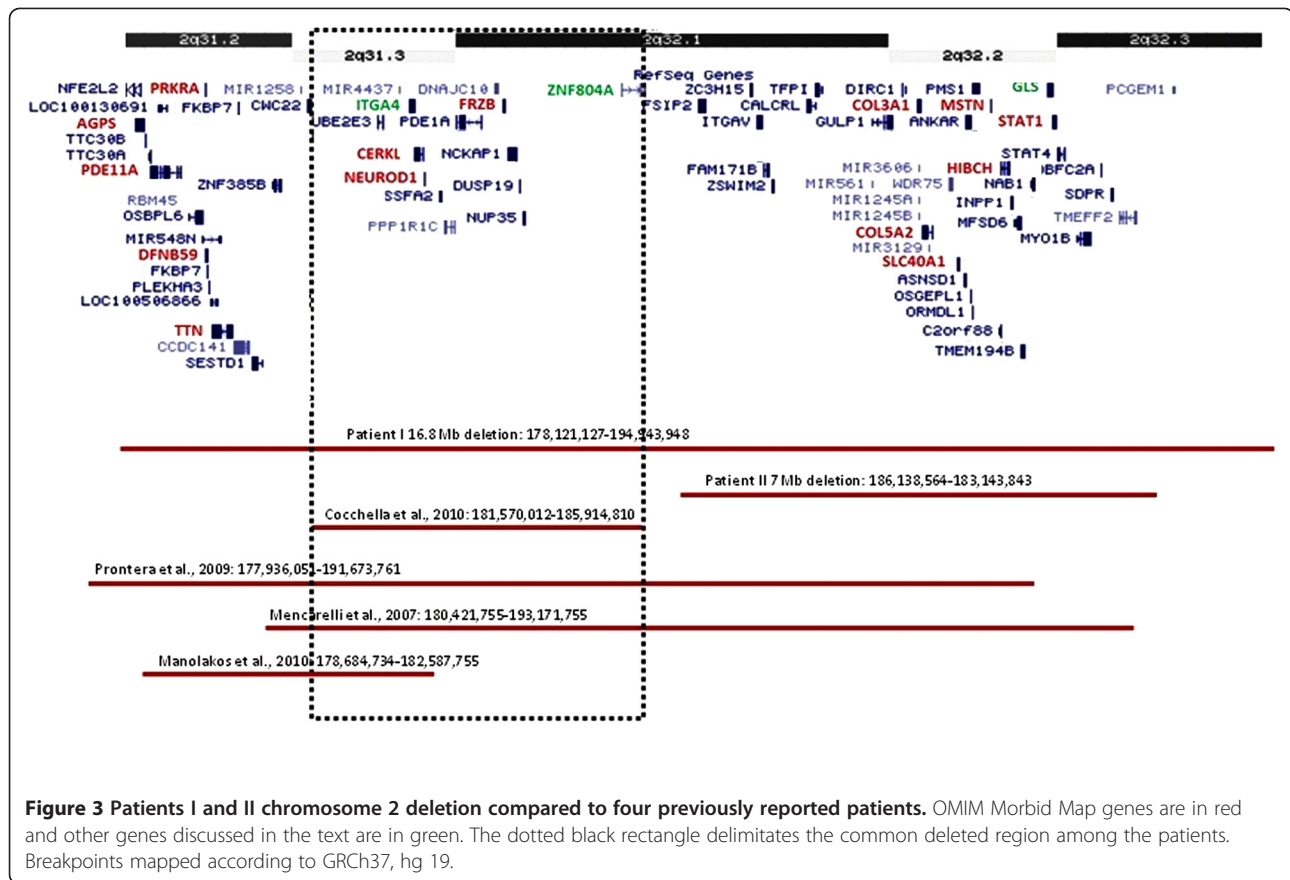 2q31.2 2q32.1 2q32.3
2q31.3 2q32.2
RefSeq Genes
NFE2L2 PRKRA MIR1258 MIR4437 DNAJC10 ZNF804A ZC3H15 TFPI DIRC1 PMS1 GLS PCGEM1
LOC100130691 FKBP7 CWC22 ITGA4 FRZB FSIP2 CALCRL COL3A1 MSTN
AGPS UBE2E3 PDE1A ITGAV GULP1 ANKAR STAT1
TTC30B
TTC30A CERKL NCKAP1 STAT4
PDE11A FAM171B MIR3606 HIBCH OBFC2A
ZNF385B NEUROD1 DUSP19 ZSWIM2 MIR561 WDR75 NAB1 SDPR
RBM45 SSFA2 MIR1245A INPP1
OSBPL6 NUP35 MIR1245B MFSD6 TMEFF2
PPP1R1C
MIR548N COL5A2 MYO1B
DFNB59 MIR3129
FKBP7 SLC40A1
PLEKHA3 ASNSD1
LOC100506866 OSGEPL1
ORMDL1
TTN C2orf88
CCDC141 TMEM194B
SESTD1
Patient I 16.8 Mb deletion: 178,121,127-194,943,948
Patient II 7 Mb deletion: 186,138,564-183,143,843
Cocchella et al., 2010: 181,570,012-185,914,810
Prontera et al., 2009: 177,936,051-191,673,761
Mencarelli et al., 2007: 180,421,755-193,171,755
Manolakos et al., 2010: 178,684,734-182,587,755
Figure 3 Patients I and II chromosome 2 deletion compared to four previously reported patients. OMIM Morbid Map genes are in red
and other genes discussed in the text are in green. The dotted black rectangle delimitates the common deleted region among the patients.
Breakpoints mapped according to GRCh37, hg 19.